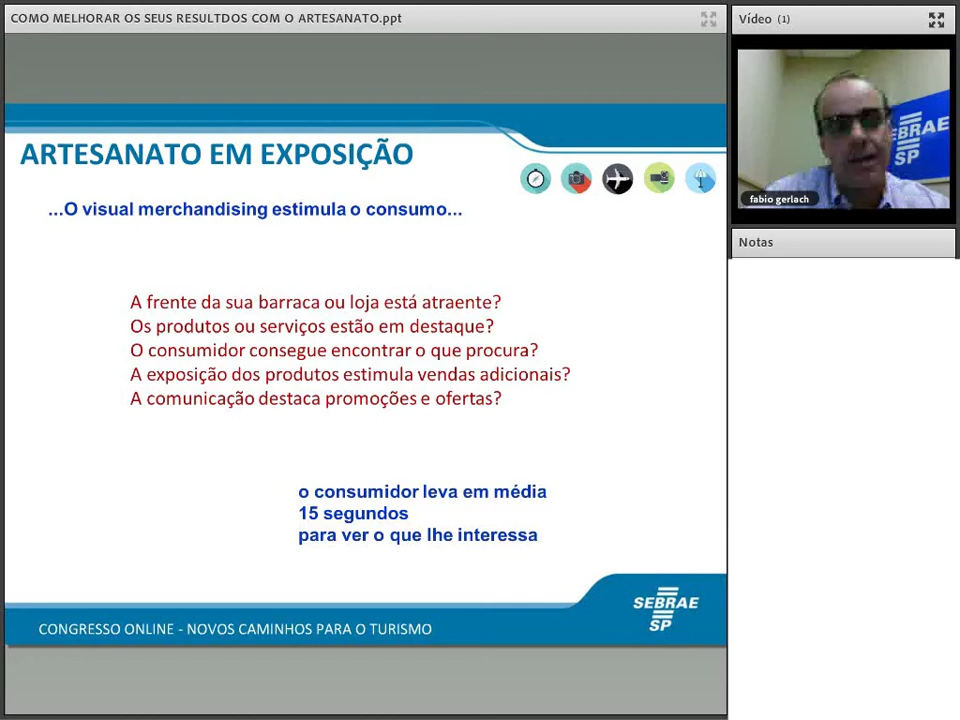 COMO MELHORAR OS SEUS RESULTDOS COM O ARTESANATO.ppt
Vídeo (1)
ARTESANATO EM EXPOSIÇÃO
...O visual merchandising estimula o consumo...
SEBRAE
SP
fabio gerlach
Notas
A frente da sua barraca ou loja está atraente?
Os produtos ou serviços estão em destaque?
O consumidor consegue encontrar o que procura?
A exposição dos produtos estimula vendas adicionais?
A comunicação destaca promoções e ofertas?
o consumidor leva em média
15 segundos
para ver o que lhe interessa
CONGRESSO ONLINE - NOVOS CAMINHOS PARA O TURISMO
SEBRAE
SP